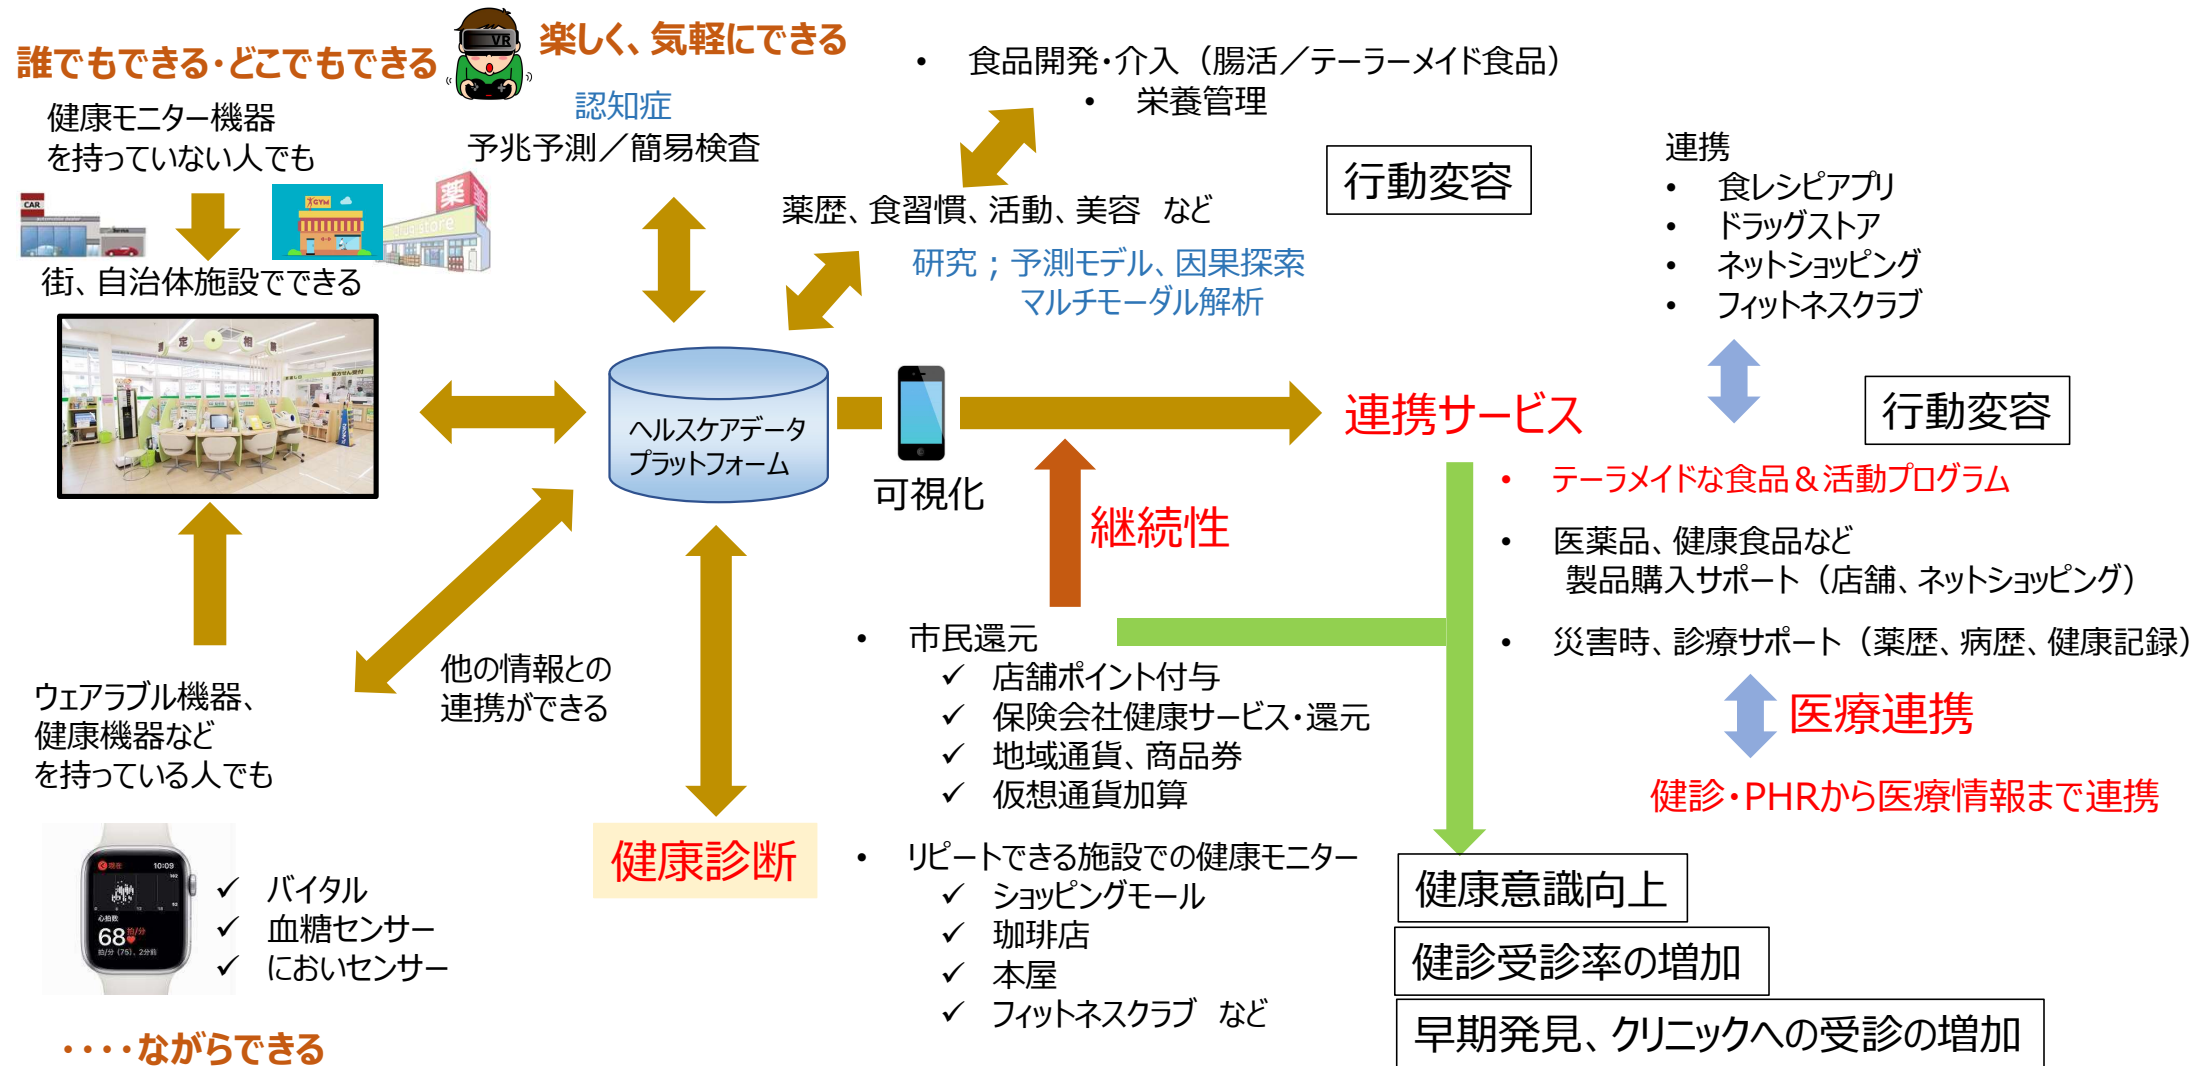 誰でもできる・どこでもできる
楽しく、気軽にできる
VR
健康モニター機器
を持っていない人でも
CAR
GYM
薬
drug store
街、自治体施設でできる
認知症
予兆予測／簡易検査
• 食品開発・介入（腸活／テーラーメイド食品）
• 栄養管理
薬歴、食習慣、活動、美容 など
研究；予測モデル、因果探索
マルチモーダル解析
行動変容
連携
• 食レシピアプリ
• ドラッグストア
• ネットショッピング
• フィットネスクラブ
行動変容
定・相
ヘルスケアデータ
プラットフォーム
可視化
連携サービス
継続性
• テーラメイドな食品＆活動プログラム
• 医薬品、健康食品など
製品購入サポート（店舗、ネットショッピング）
• 災害時、診療サポート（薬歴、病歴、健康記録）
医療連携
健診・PHRから医療情報まで連携
他の情報との
連携ができる
ウェアラブル機器、
健康機器など
を持っている人でも
現在 10:09
心拍数
68拍/分
拍/分 (75)、2分前
✓ バイタル
✓ 血糖センサー
✓ においセンサー
・・・・ながらできる
健康診断
• 市民還元
✓ 店舗ポイント付与
✓ 保険会社健康サービス・還元
✓ 地域通貨、商品券
✓ 仮想通貨加算
• リピートできる施設での健康モニター
✓ ショッピングモール
✓ 珈琲店
✓ 本屋
✓ フィットネスクラブ など
健康意識向上
健診受診率の増加
早期発見、クリニックへの受診の増加